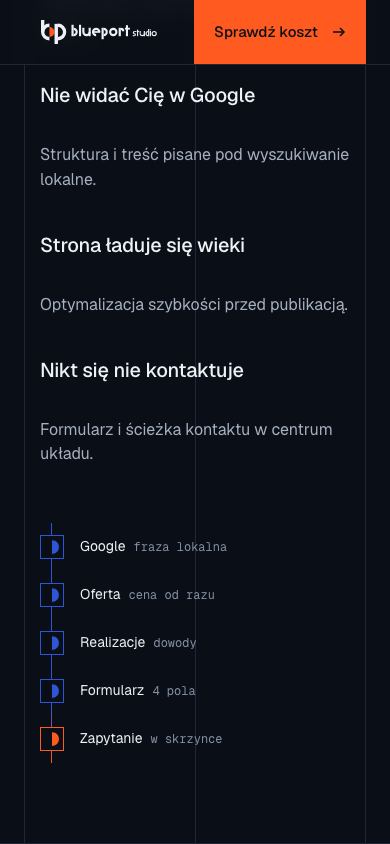 blueport studio
Sprawdź koszt →
Nie widać Cię w Google
Struktura i treść pisane pod wyszukiwanie
lokalne.
Strona ładuje się wieki
Optymalizacja szybkości przed publikacją.
Nikt się nie kontaktuje
Formularz i ścieżka kontaktu w centrum
układu.
Google fraza lokalna
Oferta cena od razu
Realizacje dowody
Formularz 4 pola
Zapytanie w skrzynce